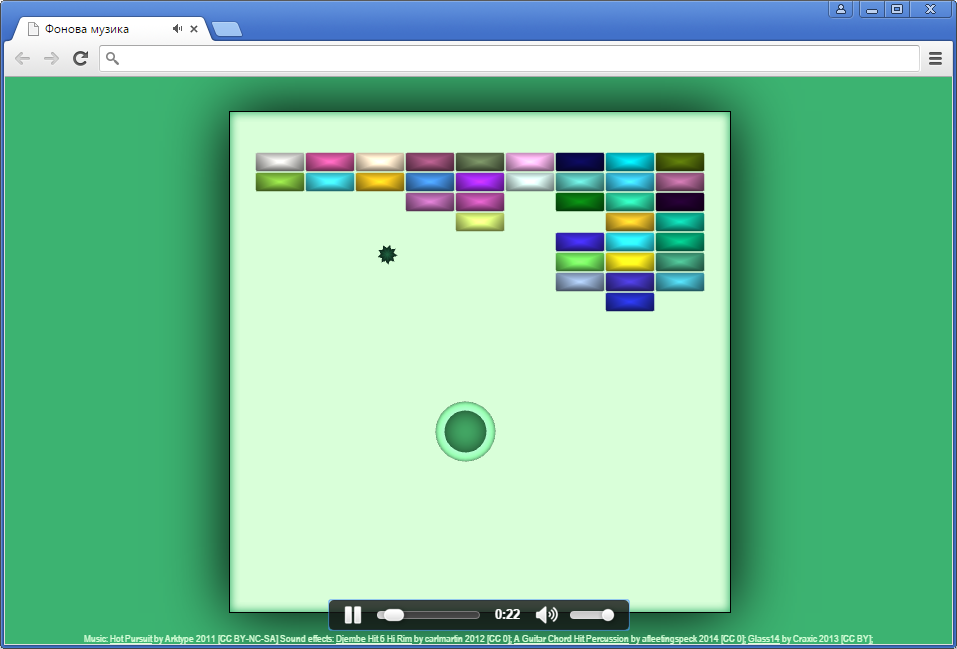 Фонова музика
0:22
Music: Hot Pursuit by Arktype 2011 [CC BY-NC-SA] Sound effects: Djembe Hit 5 Hi Rim by carlmartin 2012 [CC 0]; A Guitar Chord Hit Percussion by afleetingspeck 2014 [CC 0]; Glass14 by Craxic 2013 [CC BY];